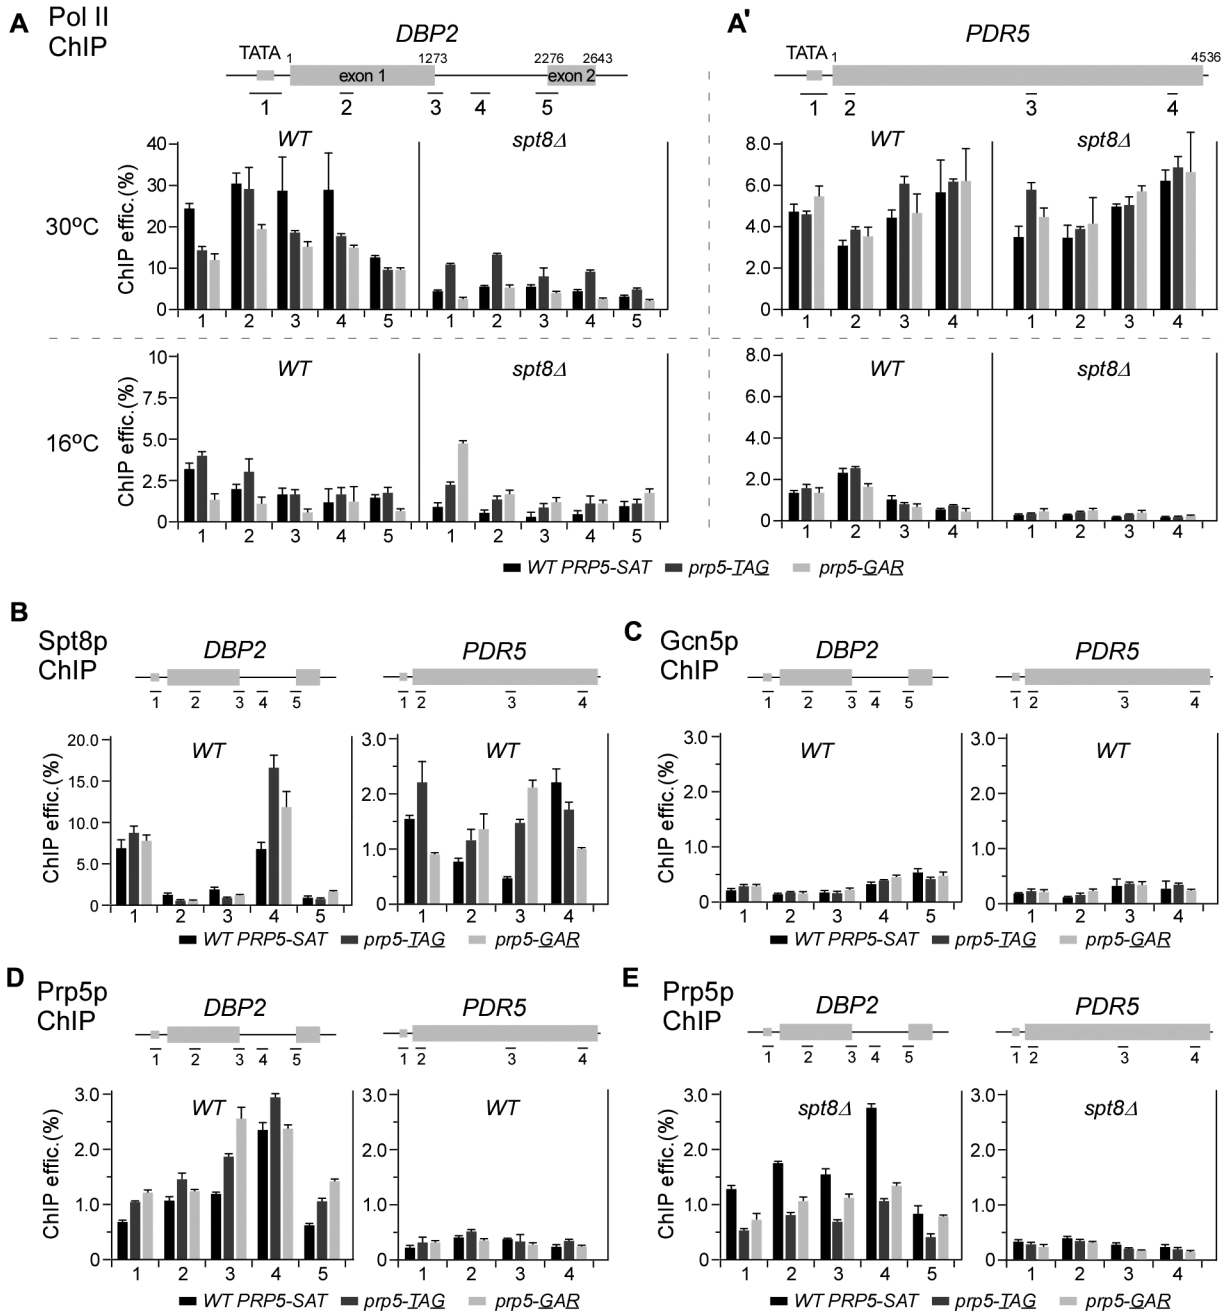 A Pol II ChIP
DBP2
TATA 1 1273 2276 2643
exon 1 exon 2
1 2 3 4 5
A'
PDR5
TATA 1 4536
1 2 3 4
30ºC
ChIP effic.(%)
40
30
20
10
0
WT spt8Δ
1 2 3 4 5 1 2 3 4 5
ChIP effic.(%)
8.0
6.0
4.0
2.0
0
WT spt8Δ
1 2 3 4 1 2 3 4
16ºC
ChIP effic.(%)
10
7.5
5.0
2.5
0
WT spt8Δ
1 2 3 4 5 1 2 3 4 5
8.0
6.0
4.0
2.0
0
WT spt8Δ
1 2 3 4 1 2 3 4
WT PRP5-SAT prp5-TAG prp5-GAR
B Spt8p ChIP
DBP2 PDR5
1 2 3 4 5 1 2 3 4
ChIP effic.(%)
20.0
15.0
10.0
5.0
0
WT
1 2 3 4 5
3.0
2.0
1.0
0
WT
1 2 3 4
WT PRP5-SAT prp5-TAG prp5-GAR
C Gcn5p ChIP
DBP2 PDR5
1 2 3 4 5 1 2 3 4
ChIP effic.(%)
3.0
2.0
1.0
0
WT
1 2 3 4 5
3.0
2.0
1.0
0
WT
1 2 3 4
WT PRP5-SAT prp5-TAG prp5-GAR
D Prp5p ChIP
DBP2 PDR5
1 2 3 4 5 1 2 3 4
ChIP effic.(%)
3.0
2.0
1.0
0
WT
1 2 3 4 5
3.0
2.0
1.0
0
WT
1 2 3 4
WT PRP5-SAT prp5-TAG prp5-GAR
E Prp5p ChIP
DBP2 PDR5
1 2 3 4 5 1 2 3 4
ChIP effic.(%)
3.0
2.0
1.0
0
spt8Δ
1 2 3 4 5
3.0
2.0
1.0
0
spt8Δ
1 2 3 4
WT PRP5-SAT prp5-TAG prp5-GAR